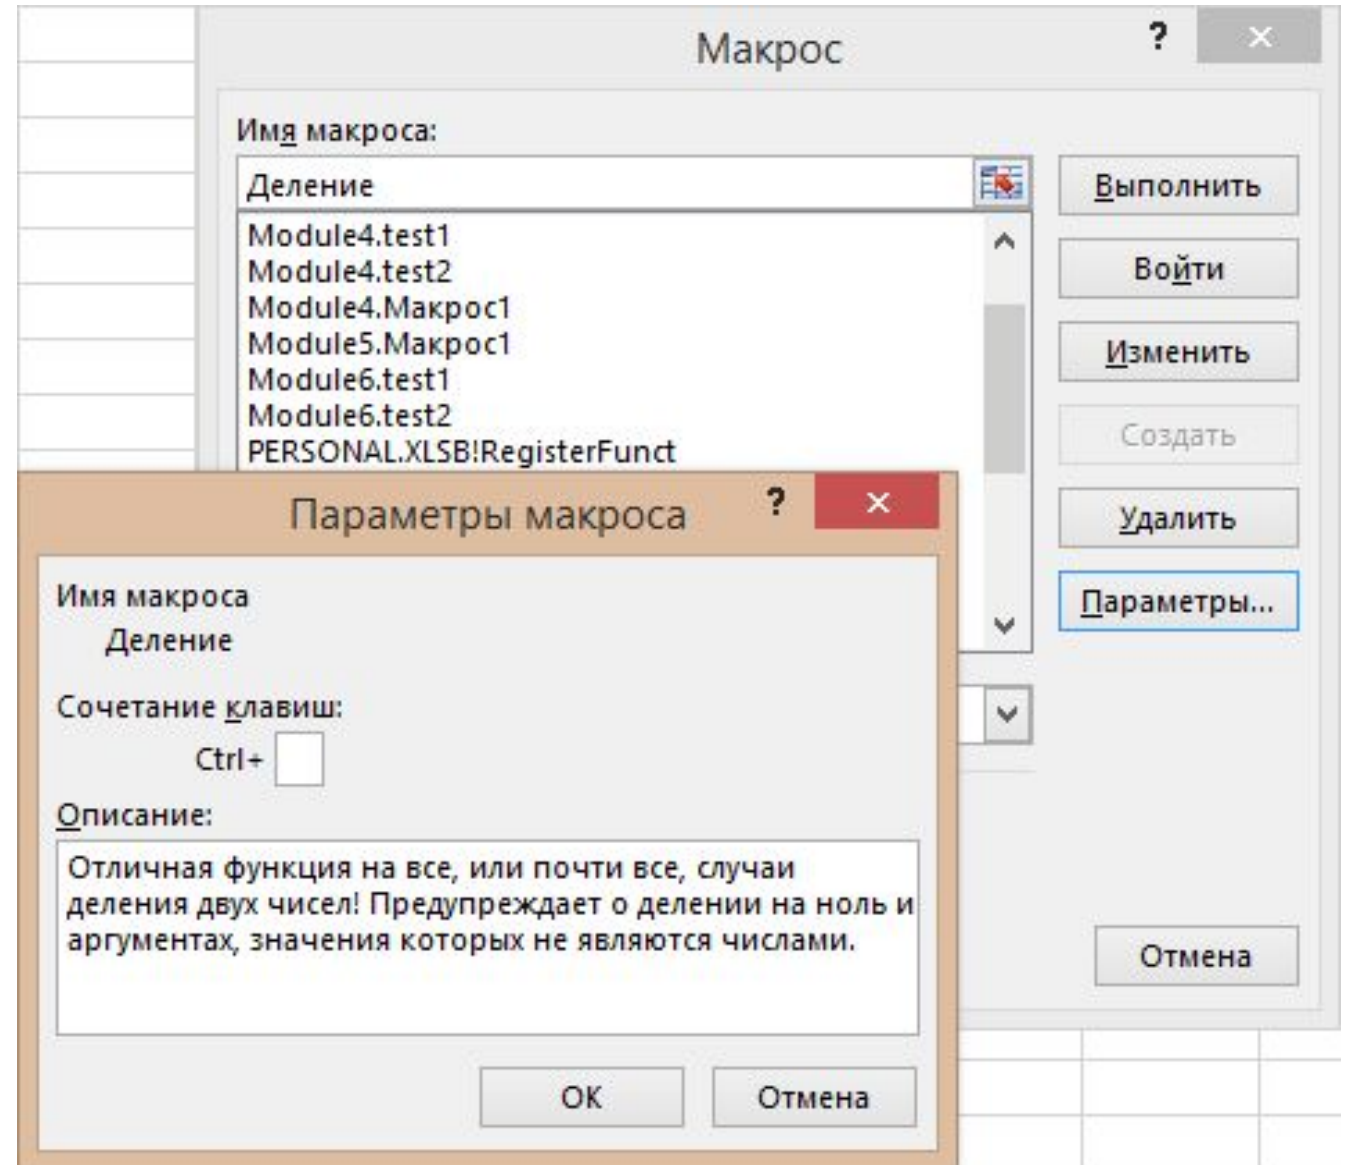 Макрос
?
Имя макроса:
Деление
Выполнить
Module4.test1
Module4.test2
Войти
Module4.Макрос1
Module5.Макрос1
Изменить
Module6.test1
Module6.test2
Создать
PERSONAL.XLSB!RegisterFunct
Удалить
Параметры...
Отмена
Параметры макроса
?
Имя макроса
Деление
Сочетание клавиш:
Ctrl+
Описание:
Отличная функция на все, или почти все, случаи
деления двух чисел! Предупреждает о делении на ноль и
аргументах, значения которых не являются числами.
ОК
Отмена